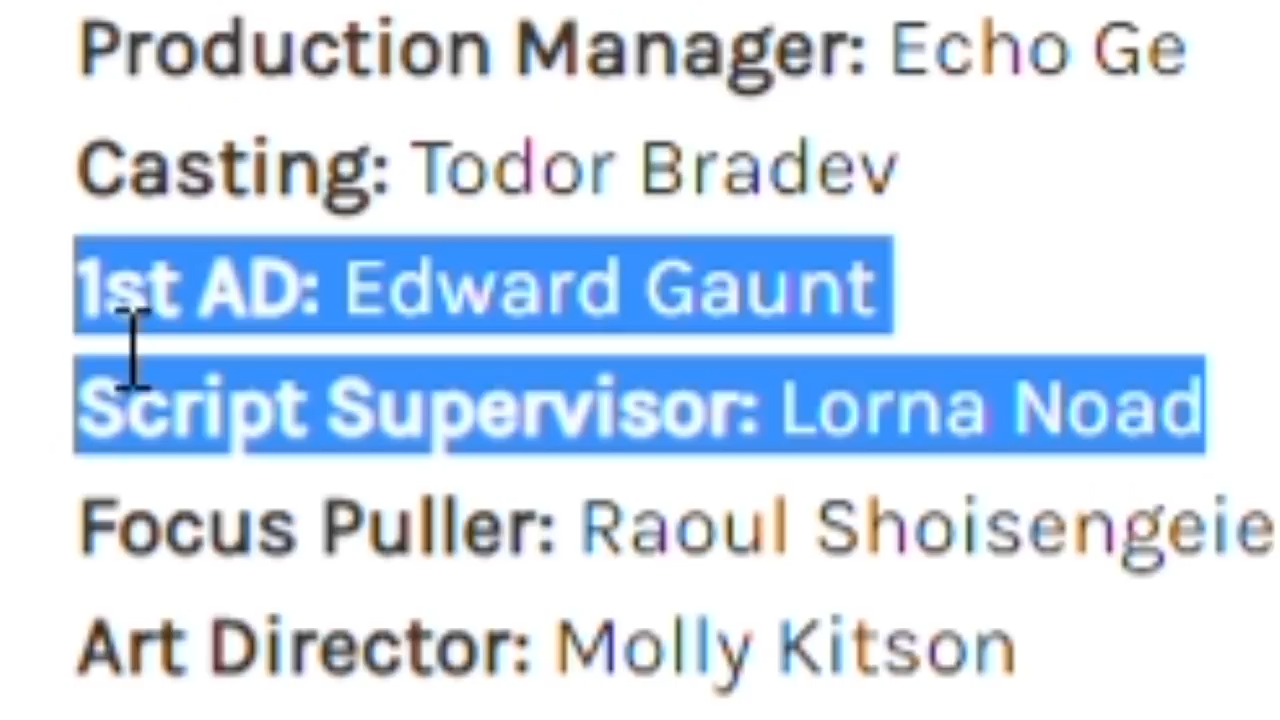 Production Manager: Echo Ge
Casting: Todor Bradev
1st AD: Edward Gaunt
Script Supervisor: Lorna Noad
Focus Puller: Raoul Shoisengeie
Art Director: Molly Kitson